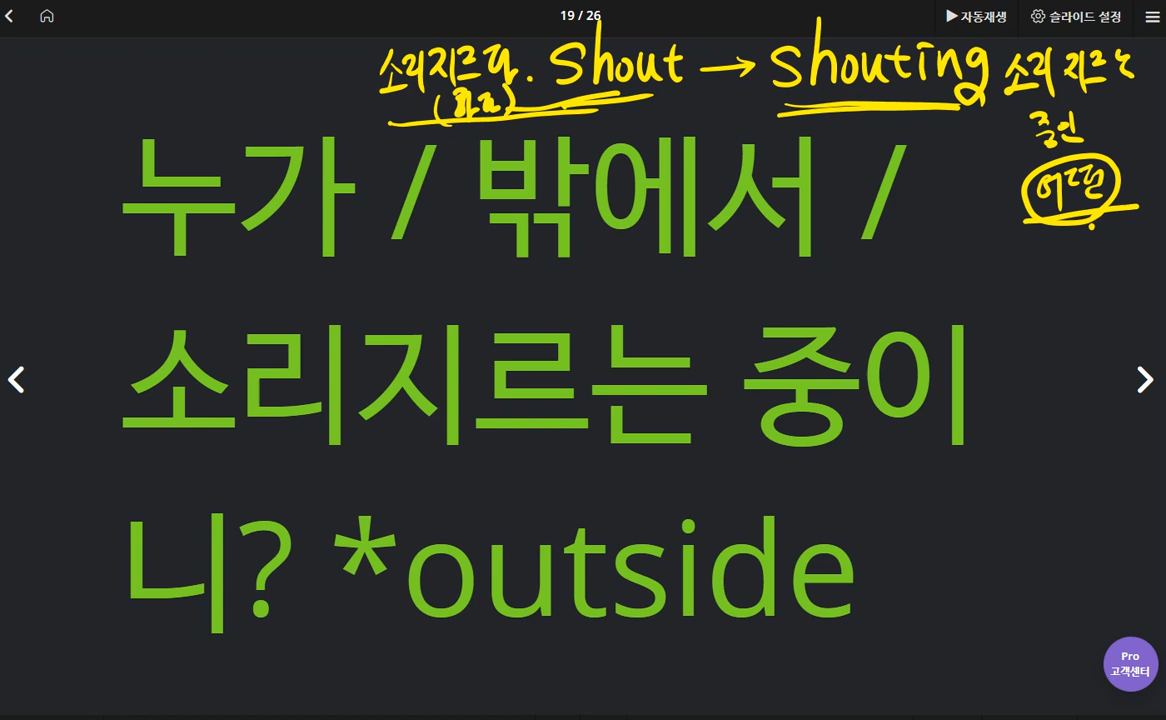 19 / 26
▶ 자동재생
슬라이드 설정
소리지르다. Shout → Shouting 소리 지르는
중인
누가 / 밖에서 /
소리지르는 중이
니? *outside
Pro
고객센터